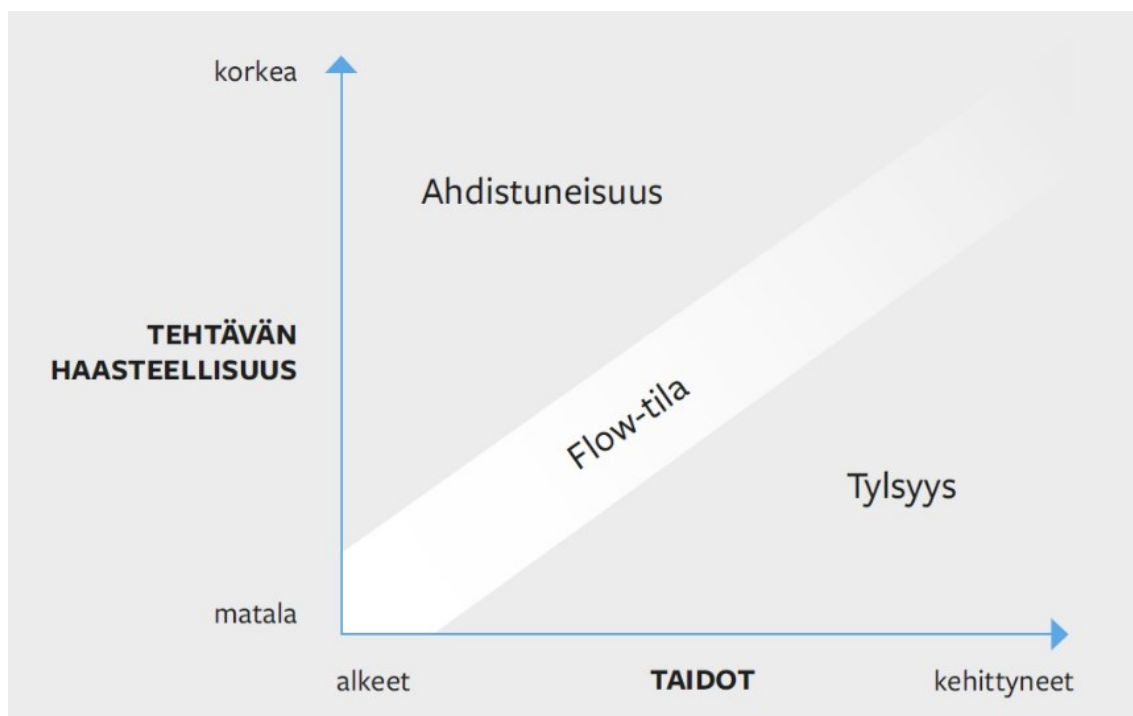 korkea
Ahdistuneisuus
TEHTÄVÄN
HAASTEELLISUUS
Flow-tila
Tylsyys
matala
alkeet
TAIDOT
kehittyneet